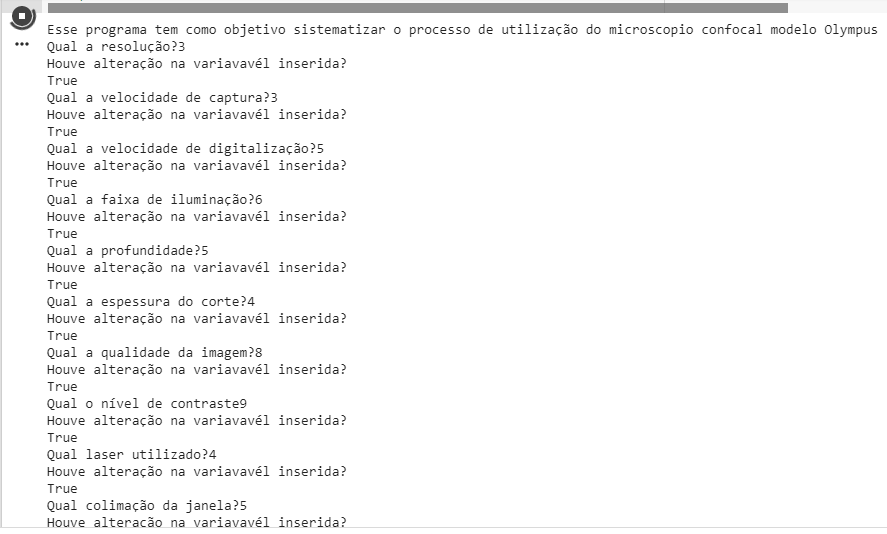 Esse programa tem como objetivo sistematizar o processo de utilização do microscopio confocal modelo Olympus
Qual a resolução?3
Houve alteração na variavavél inserida?
True
Qual a velocidade de captura?3
Houve alteração na variavavél inserida?
True
Qual a velocidade de digitalização?5
Houve alteração na variavavél inserida?
True
Qual a faixa de iluminação?6
Houve alteração na variavavél inserida?
True
Qual a profundidade?5
Houve alteração na variavavél inserida?
True
Qual a espessura do corte?4
Houve alteração na variavavél inserida?
True
Qual a qualidade da imagem?8
Houve alteração na variavavél inserida?
True
Qual o nível de contraste9
Houve alteração na variavavél inserida?
True
Qual laser utilizado?4
Houve alteração na variavavél inserida?
True
Qual colimação da janela?5
Houve alteração na variavavél inserida?